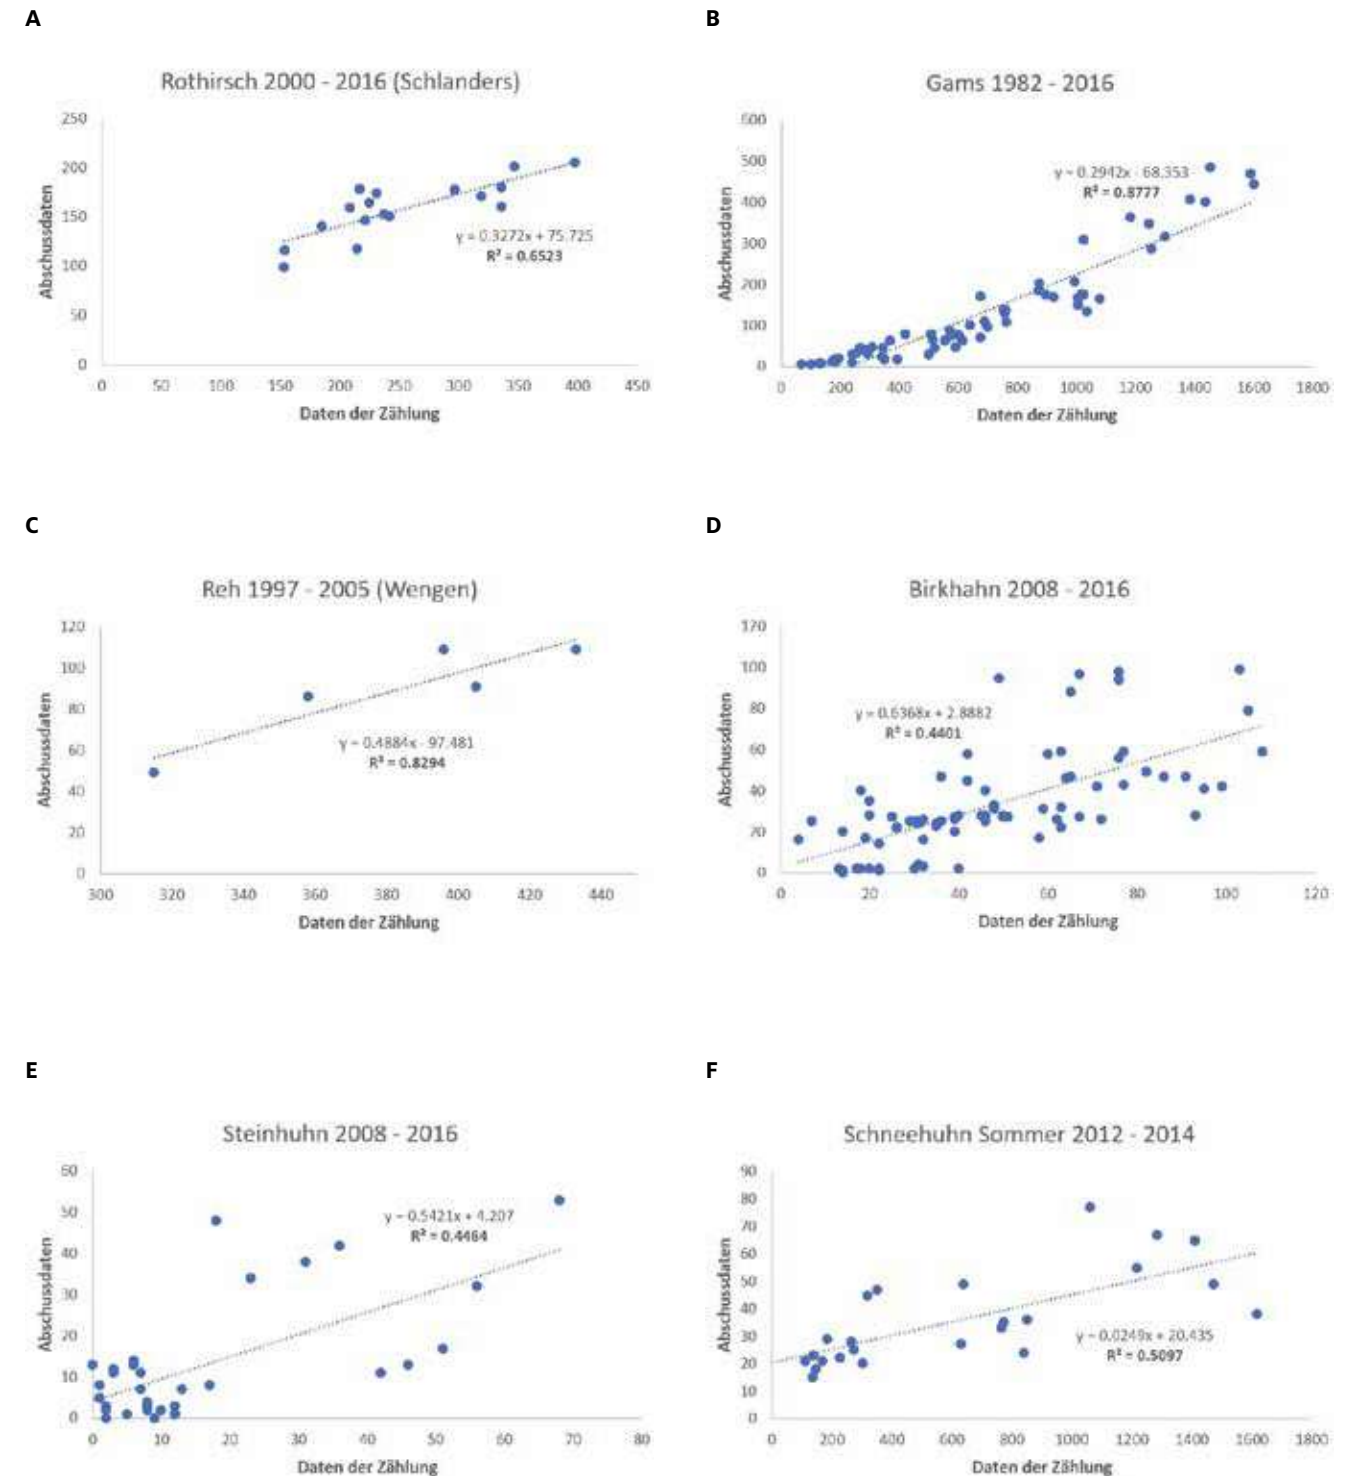 A
Rothirsch 2000 - 2016 (Schlanders)
250
200
150
100
50
0
Abschussdaten
y = 0.3272x + 75.725
R² = 0.6523
0 50 100 150 200 250 300 350 400 450
Daten der Zählung
B
Gams 1982 - 2016
600
500
400
300
200
100
0
Abschussdaten
y = 0.2942x - 68.353
R² = 0.8777
0 200 400 600 800 1000 1200 1400 1600 1800
Daten der Zählung
C
Reh 1997 - 2005 (Wengen)
120
100
80
60
40
20
0
Abschussdaten
y = 0.4884x - 97.481
R² = 0.8294
300 320 340 360 380 400 420 440
Daten der Zählung
D
Birkhahn 2008 - 2016
120
100
80
60
40
20
0
Abschussdaten
y = 0.6368x + 2.8882
R² = 0.4401
0 20 40 60 80 100 120
Daten der Zählung
E
Steinhuhn 2008 - 2016
60
50
40
30
20
10
0
Abschussdaten
y = 0.5421x + 4.207
R² = 0.4464
0 10 20 30 40 50 60 70 80
Daten der Zählung
F
Schneehuhn Sommer 2012 - 2014
90
80
70
60
50
40
30
20
10
0
Abschussdaten
y = 0.0249x + 20.435
R² = 0.5097
0 200 400 600 800 1000 1200 1400 1600 1800
Daten der Zählung